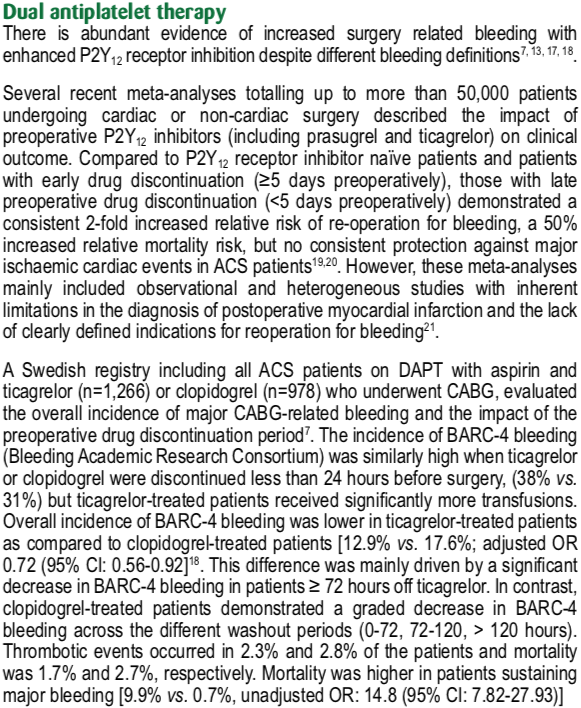 Dual antiplatelet therapy
There is abundant evidence of increased surgery related bleeding with
enhanced P2Y12 receptor inhibition despite different bleeding definitions7, 13, 17, 18.
Several recent meta-analyses totalling up to more than 50,000 patients
undergoing cardiac or non-cardiac surgery described the impact of
preoperative P2Y12 inhibitors (including prasugrel and ticagrelor) on clinical
outcome. Compared to P2Y12 receptor inhibitor naïve patients and patients
with early drug discontinuation (≥5 days preoperatively), those with late
preoperative drug discontinuation (<5 days preoperatively) demonstrated a
consistent 2-fold increased relative risk of re-operation for bleeding, a 50%
increased relative mortality risk, but no consistent protection against major
ischaemic cardiac events in ACS patients19,20. However, these meta-analyses
mainly included observational and heterogeneous studies with inherent
limitations in the diagnosis of postoperative myocardial infarction and the lack
of clearly defined indications for reoperation for bleeding21.
A Swedish registry including all ACS patients on DAPT with aspirin and
ticagrelor (n=1,266) or clopidogrel (n=978) who underwent CABG, evaluated
the overall incidence of major CABG-related bleeding and the impact of the
preoperative drug discontinuation period7. The incidence of BARC-4 bleeding
(Bleeding Academic Research Consortium) was similarly high when ticagrelor
or clopidogrel were discontinued less than 24 hours before surgery, (38% vs.
31%) but ticagrelor-treated patients received significantly more transfusions.
Overall incidence of BARC-4 bleeding was lower in ticagrelor-treated patients
as compared to clopidogrel-treated patients [12.9% vs. 17.6%; adjusted OR
0.72 (95% CI: 0.56-0.92]18. This difference was mainly driven by a significant
decrease in BARC-4 bleeding in patients ≥ 72 hours off ticagrelor. In contrast,
clopidogrel-treated patients demonstrated a graded decrease in BARC-4
bleeding across the different washout periods (0-72, 72-120, > 120 hours).
Thrombotic events occurred in 2.3% and 2.8% of the patients and mortality
was 1.7% and 2.7%, respectively. Mortality was higher in patients sustaining
major bleeding [9.9% vs. 0.7%, unadjusted OR: 14.8 (95% CI: 7.82-27.93)]